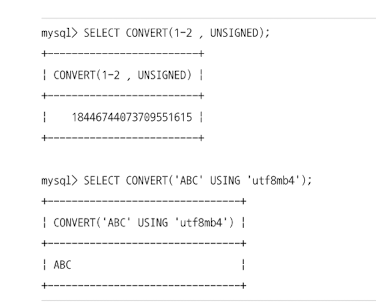 mysql> SELECT CONVERT(1-2 , UNSIGNED);
+-----------------------+
| CONVERT(1-2 , UNSIGNED) |
+-----------------------+
|    18446744073709551615 |
+-----------------------+
mysql> SELECT CONVERT('ABC' USING 'utf8mb4');
+------------------------------+
| CONVERT('ABC' USING 'utf8mb4') |
+------------------------------+
| ABC                            |
+------------------------------+